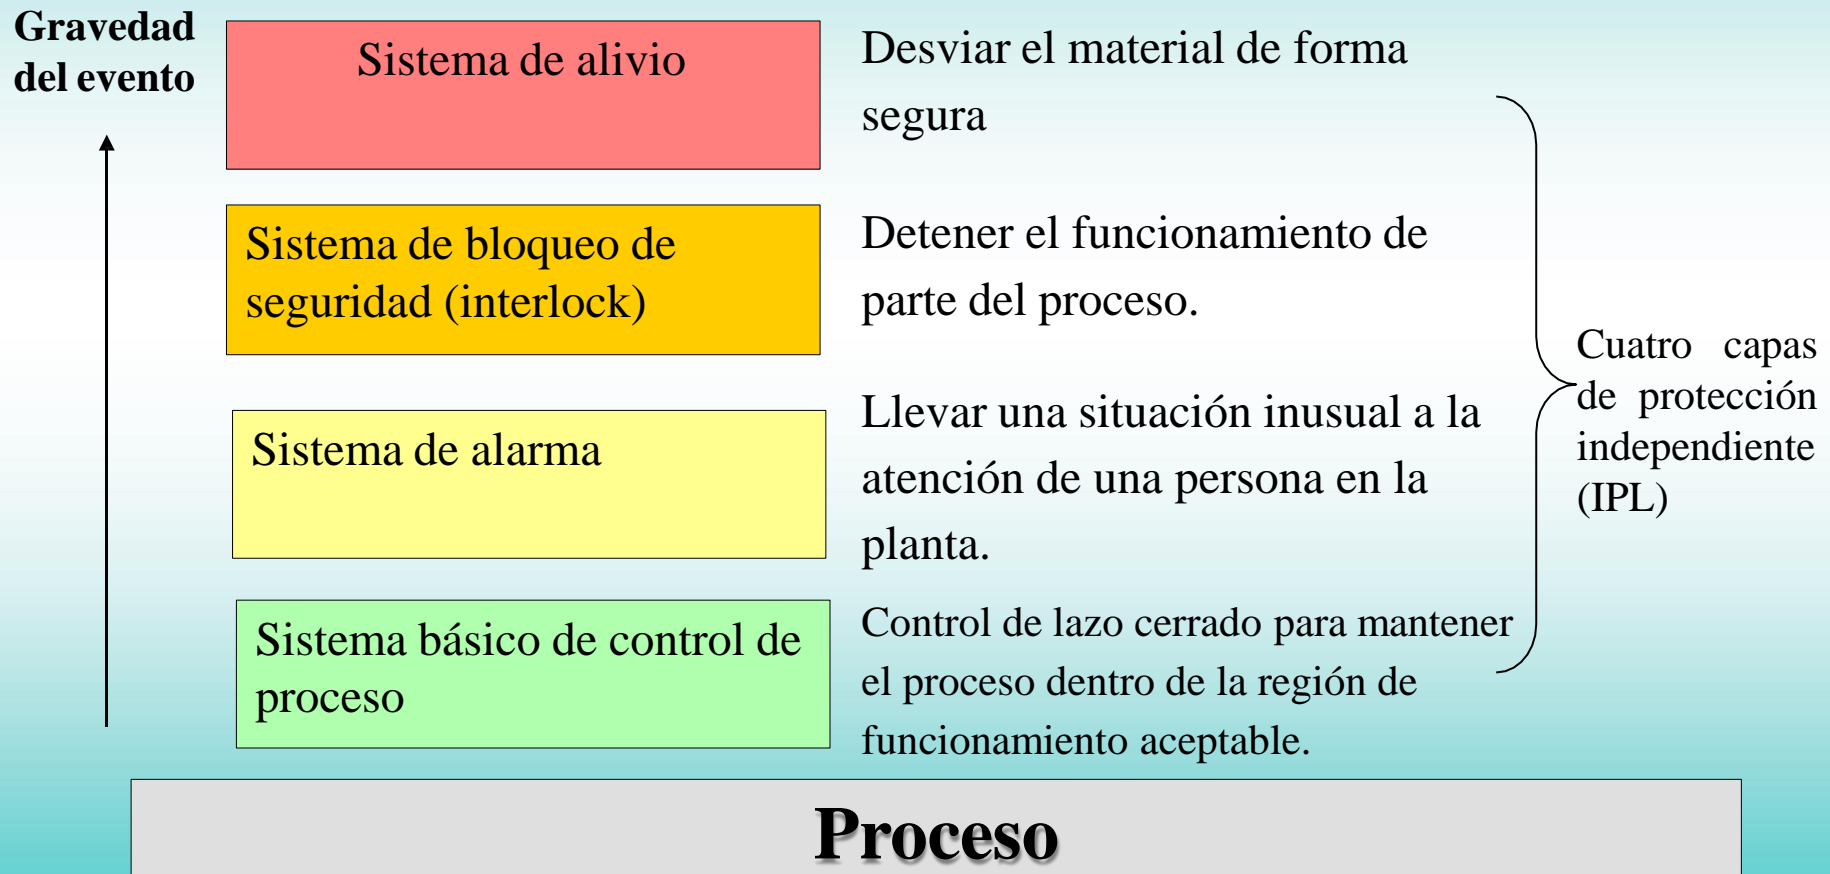 Gravedad
del evento
Sistema de alivio
Desviar el material de forma
segura
Sistema de bloqueo de
seguridad (interlock)
Detener el funcionamiento de
parte del proceso.
Sistema de alarma
Llevar una situación inusual a la
atención de una persona en la
planta.
Sistema básico de control de
proceso
Control de lazo cerrado para mantener
el proceso dentro de la región de
funcionamiento aceptable.
Cuatro capas
de protección
independiente
(IPL)
Proceso